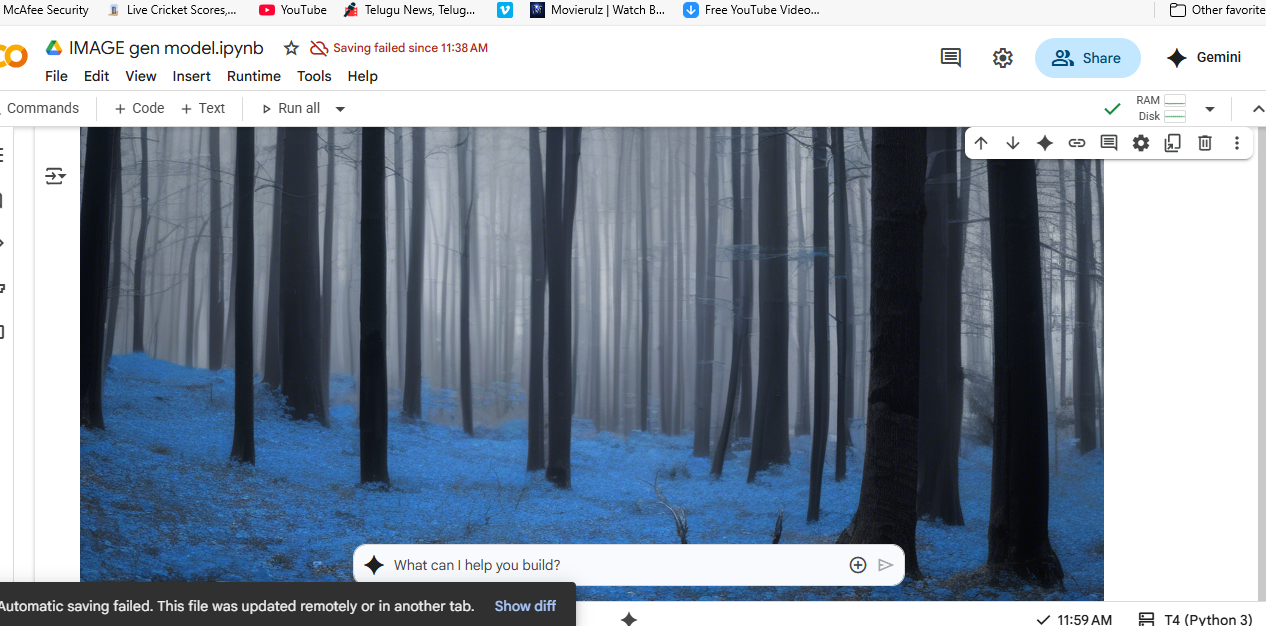 McAfee Security Live Cricket Scores,... YouTube Telugu News, Telug... Movierulz | Watch B... Free YouTube Video... Other favorite
IMAGE gen model.ipynb Saving failed since 11:38 AM
Share Gemini
File Edit View Insert Runtime Tools Help
Commands + Code + Text Run all
RAM
Disk
What can I help you build?
Automatic saving failed. This file was updated remotely or in another tab. Show diff
11:59 AM T4 (Python 3)